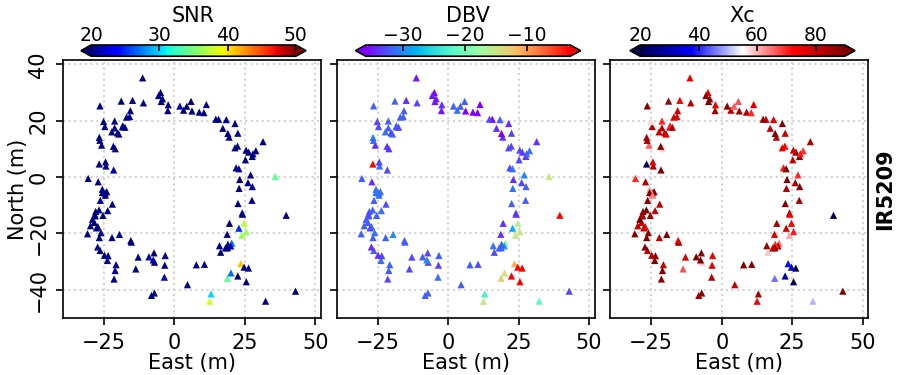 SNR DBV Xc
20 30 40 50 −30 −20 −10 20 40 60 80
40
20
0
−20
−40
North (m)
IR5209
−25 0 25 50 −25 0 25 50 −25 0 25 50
East (m) East (m) East (m)